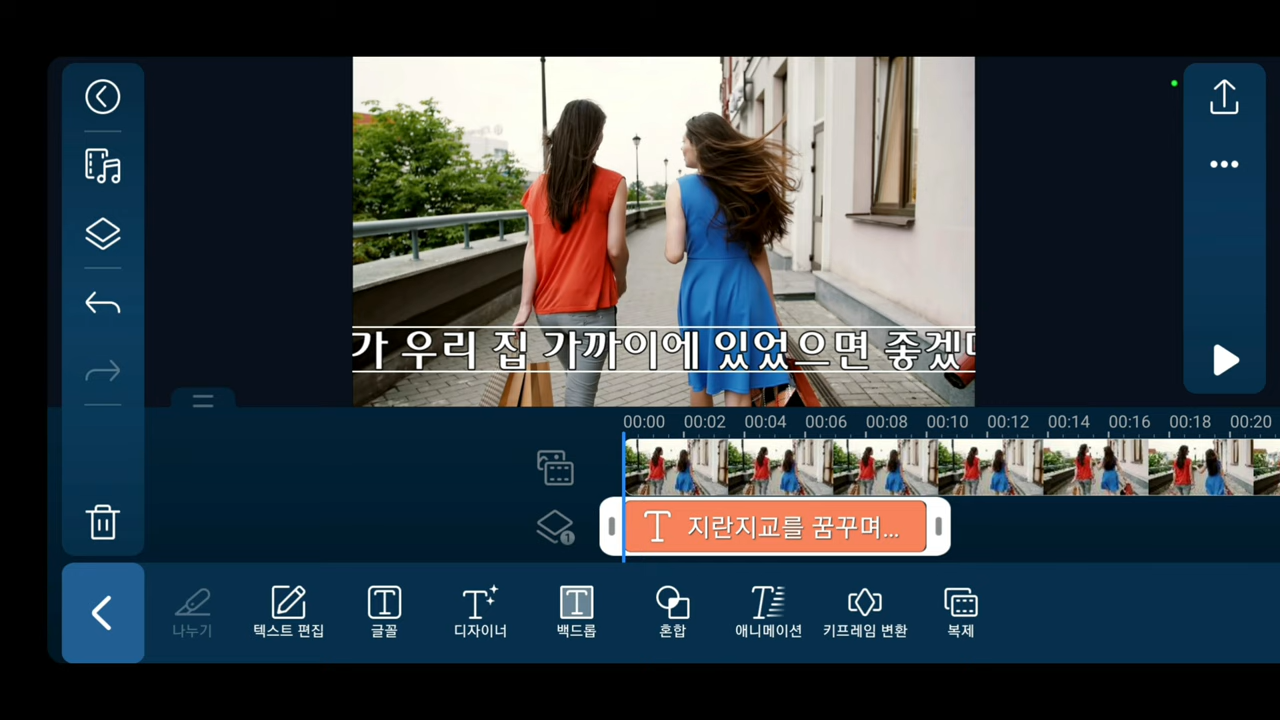 가 우리 집 가까이에 있었으면 좋겠
00:00 00:02 00:04 00:06 00:08 00:10 00:12 00:14 00:16 00:18 00:20
1
T 지란지교를 꿈꾸며...
나누기 텍스트 편집 글꼴 디자이너 백드롭 혼합 애니메이션 키프레임 변환 복제